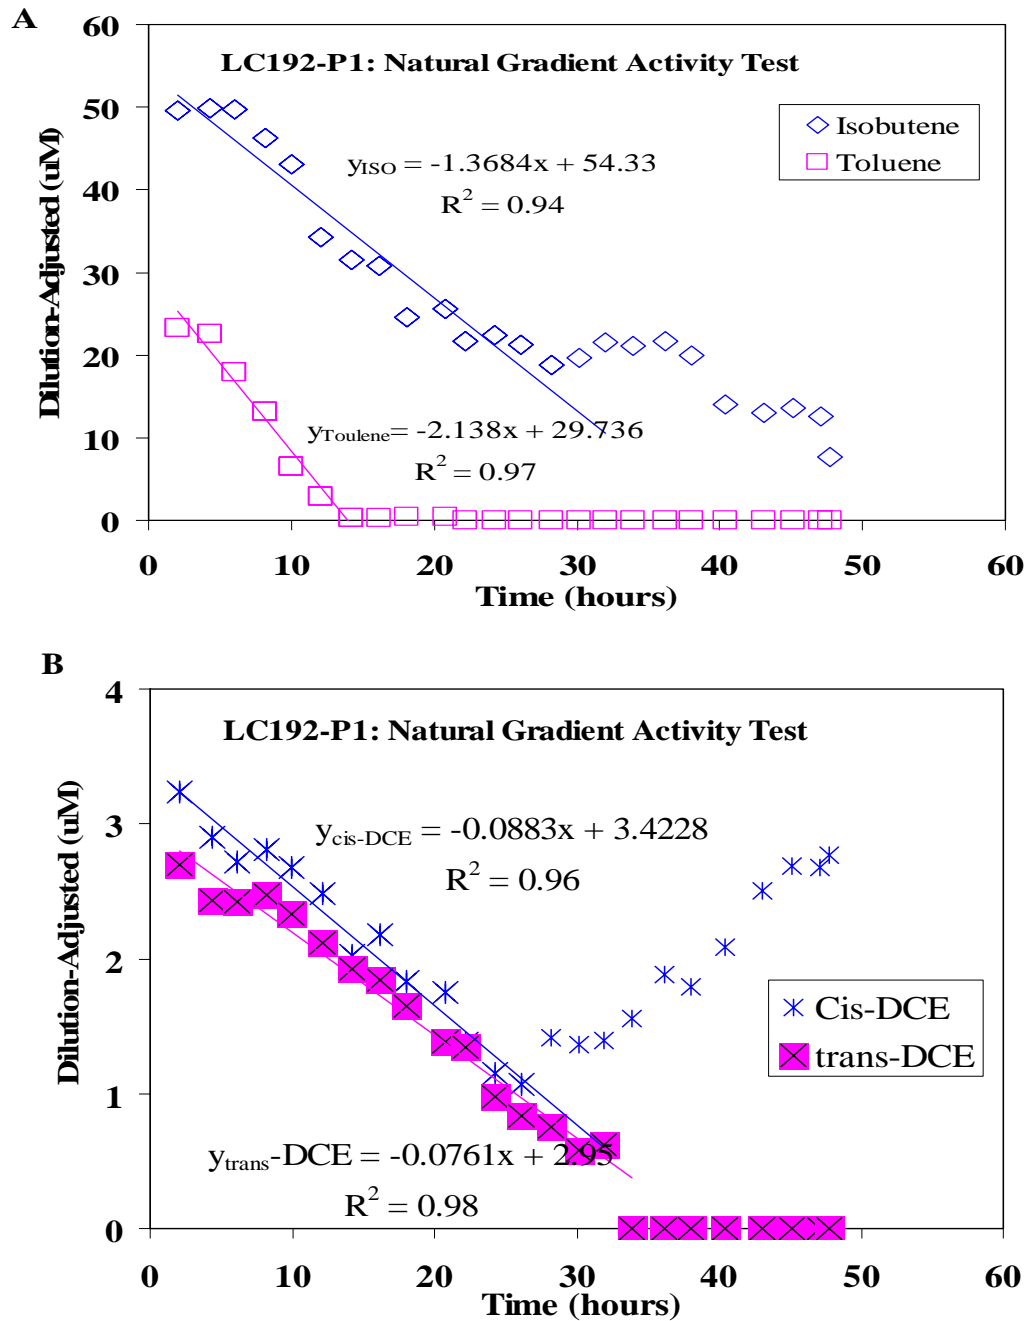 A
LC192-P1: Natural Gradient Activity Test
Isobutene
Toluene
y_ISO = -1.3684x + 54.33
R² = 0.94
y_Toulene= -2.138x + 29.736
R² = 0.97
Dilution-Adjusted (uM)
60
50
40
30
20
10
0
0 10 20 30 40 50 60
Time (hours)
B
LC192-P1: Natural Gradient Activity Test
y_cis-DCE = -0.0883x + 3.4228
R² = 0.96
Cis-DCE
trans-DCE
y_trans-DCE = -0.0761x + 2.95
R² = 0.98
Dilution-Adjusted (uM)
4
3
2
1
0
0 10 20 30 40 50 60
Time (hours)